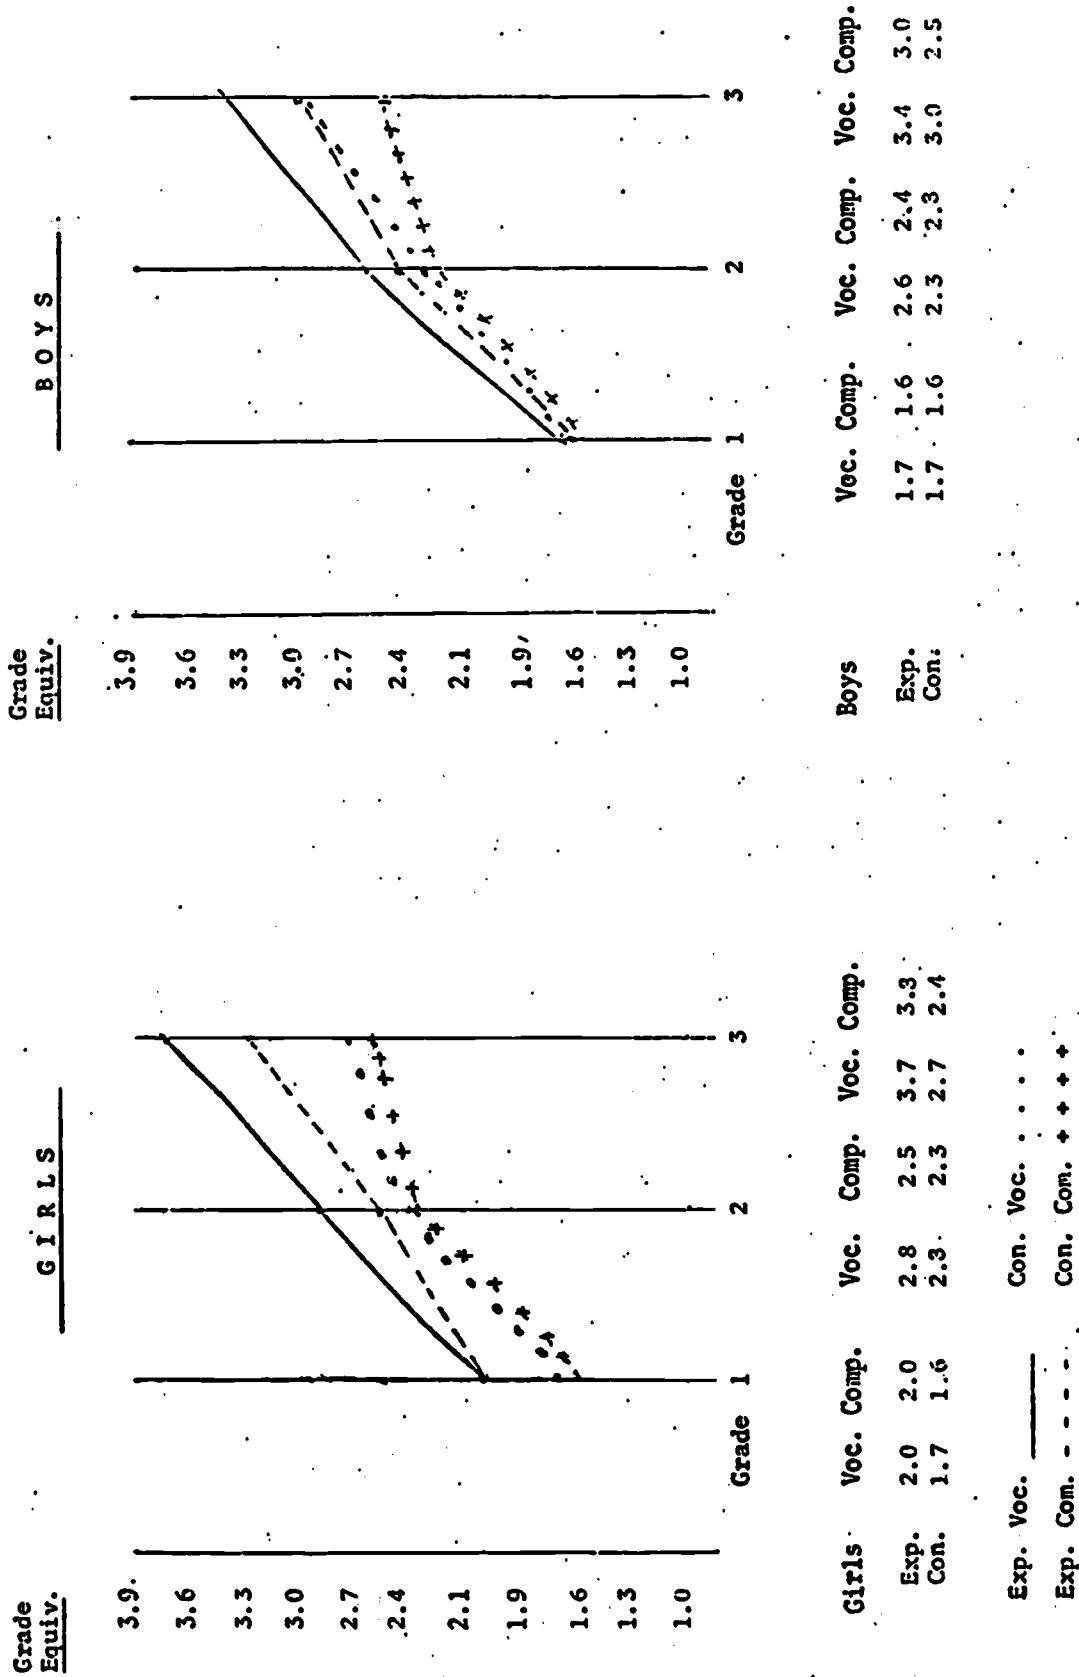 GIRLS
Grade
Equiv.
3.9
3.6
3.3
3.0
2.7
2.4
2.1
1.9
1.6
1.3
1.0
Grade 1 2 3
Girls Voc. Comp. Voc. Comp. Voc. Comp.
Exp. 2.0 2.0 2.8 2.5 3.7 3.3
Con. 1.7 1.6 2.3 2.3 2.7 2.4
Exp. Voc. Con. Voc.
Exp. Com. Con. Com.
BOYS
Grade
Equiv.
3.9
3.6
3.3
3.0
2.7
2.4
2.1
1.9
1.6
1.3
1.0
Grade 1 2 3
Boys Voc. Comp. Voc. Comp. Voc. Comp.
Exp. 1.7 1.6 2.6 2.4 3.4 3.0
Con. 1.7 1.6 2.3 2.3 3.0 2.5